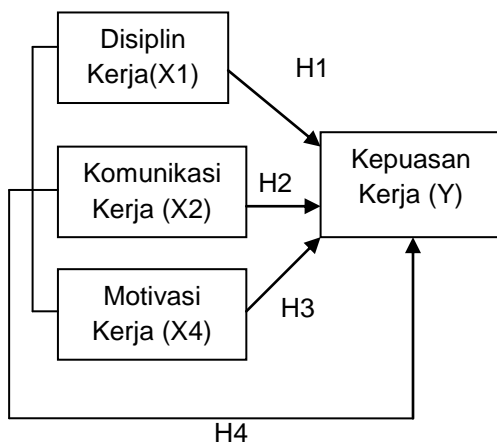 Disiplin
Kerja(X1)
H1
Komunikasi
Kerja (X2)
H2
Kepuasan
Kerja (Y)
Motivasi
Kerja (X4)
H3
H4